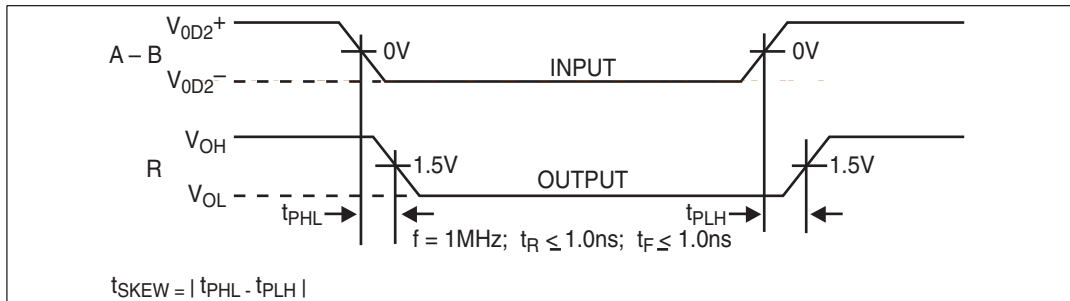 V0D2+
A – B
0V
0V
INPUT
V0D2–
VOH
R
1.5V
1.5V
OUTPUT
VOL
tPHL
tPLH
f = 1MHz; tR ≤ 1.0ns; tF ≤ 1.0ns
tSKEW = | tPHL - tPLH |